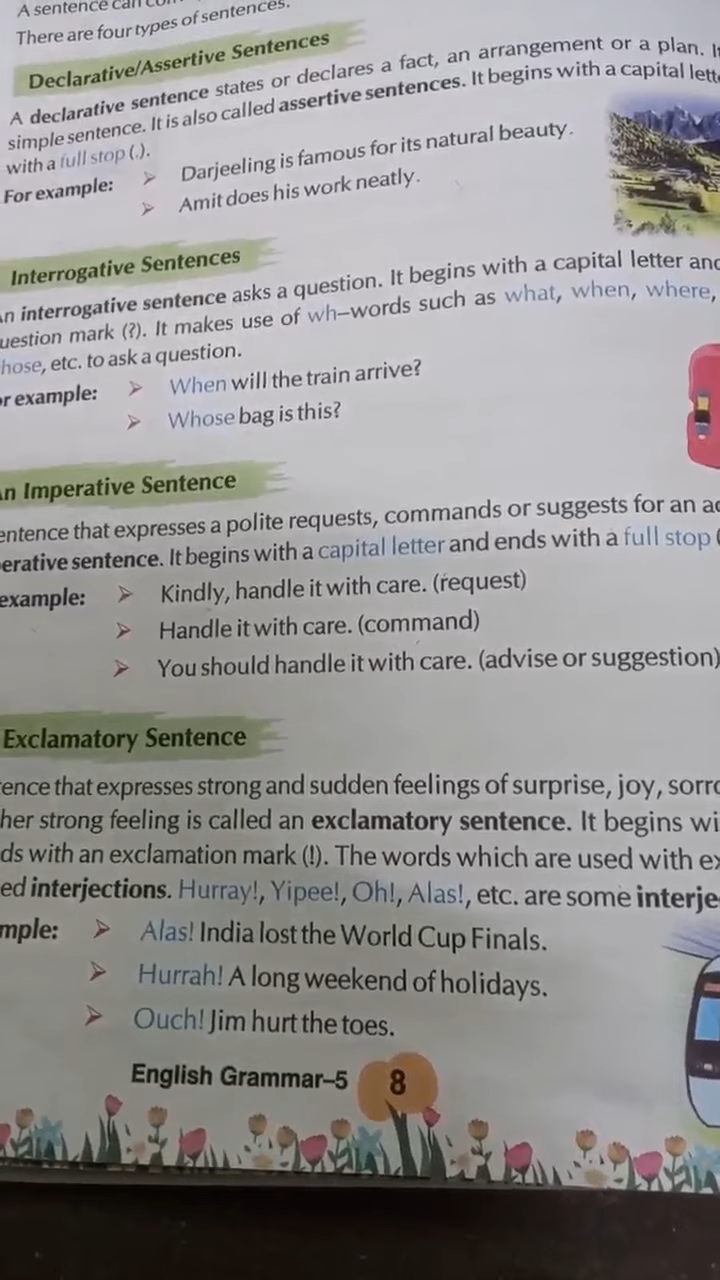 A sentence can
There are four types of sentences.
Declarative/Assertive Sentences
A declarative sentence states or declares a fact, an arrangement or a plan.
simple sentence. It is also called assertive sentences. It begins with a capital
with a full stop (.).
For example:
➢ Darjeeling is famous for its natural beauty.
➢ Amit does his work neatly.
Interrogative Sentences
interrogative sentence asks a question. It begins with a capital letter and
uestion mark (?). It makes use of wh–words such as what, when, where,
hose, etc. to ask a question.
r example:
➢ When will the train arrive?
➢ Whose bag is this?
An Imperative Sentence
entence that expresses a polite requests, commands or suggests for an
erative sentence. It begins with a capital letter and ends with a full stop (
example:
➢ Kindly, handle it with care. (request)
➢ Handle it with care. (command)
➢ You should handle it with care. (advise or suggestion)
Exclamatory Sentence
ence that expresses strong and sudden feelings of surprise, joy, sorr
her strong feeling is called an exclamatory sentence. It begins wi
ds with an exclamation mark (!). The words which are used with ex
ed interjections. Hurray!, Yipee!, Oh!, Alas!, etc. are some interje
mple:
➢ Alas! India lost the World Cup Finals.
➢ Hurrah! A long weekend of holidays.
➢ Ouch! Jim hurt the toes.
English Grammar–5 8